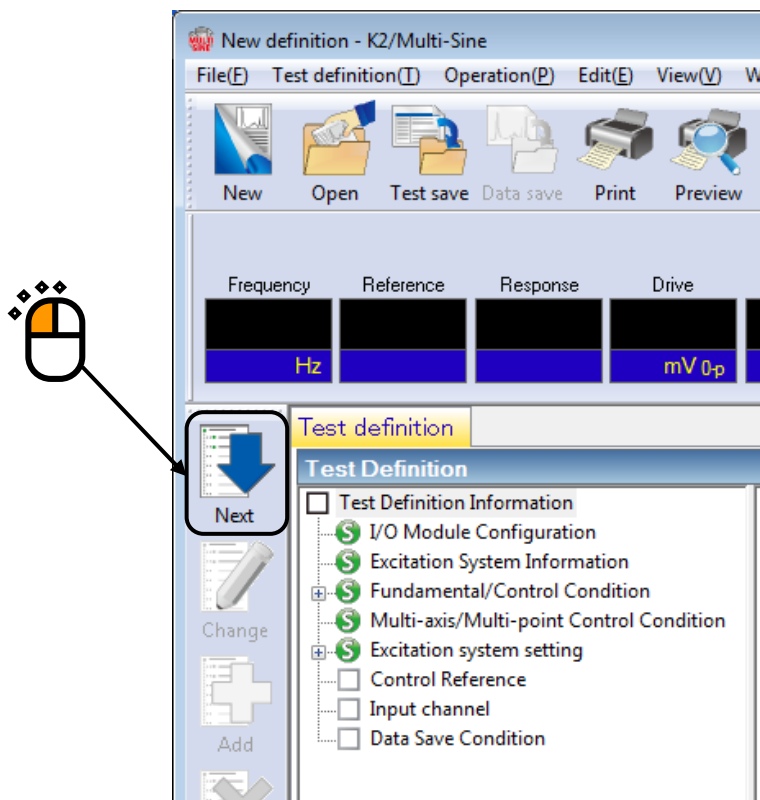 New definition - K2/Multi-Sine
File(F) Test definition(T) Operation(P) Edit(E) View(V) W
New Open Test save Data save Print Preview
Frequency Reference Response Drive
Hz mV 0-p
Test definition
Test Definition
Next
Test Definition Information
I/O Module Configuration
Excitation System Information
Fundamental/Control Condition
Multi-axis/Multi-point Control Condition
Excitation system setting
Control Reference
Input channel
Data Save Condition
Change
Add